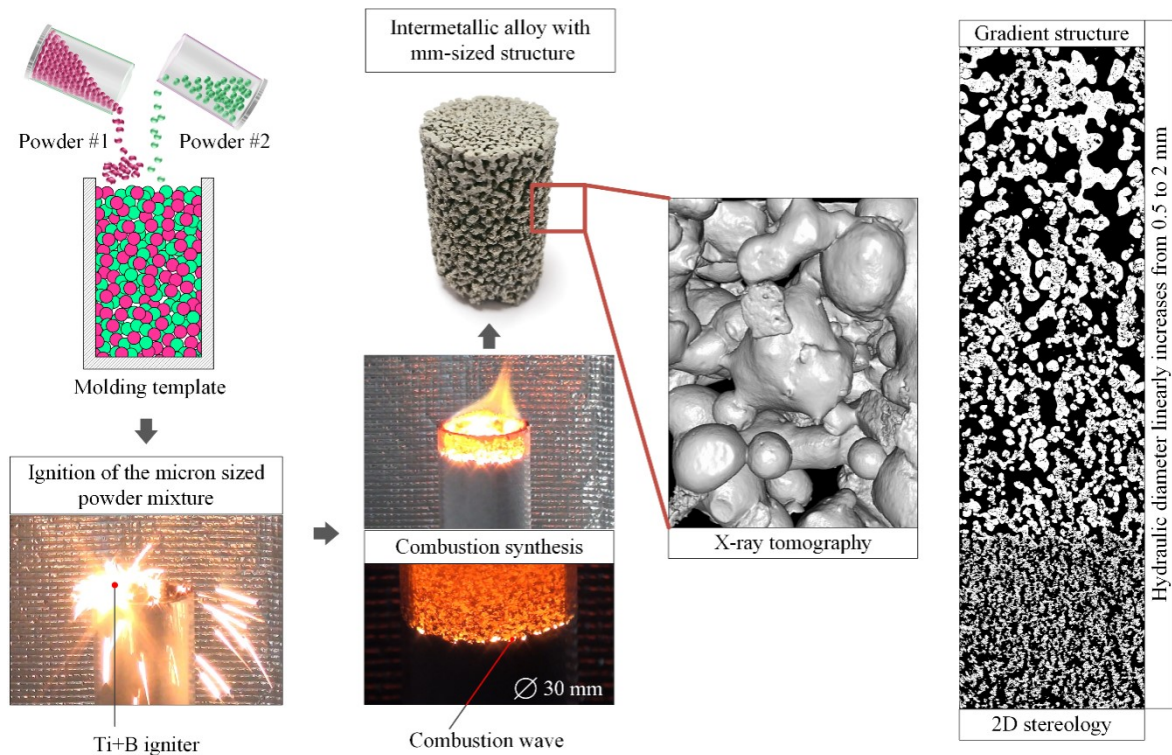 Powder #1
Powder #2
Molding template
Ignition of the micron sized
powder mixture
Ti+B igniter
Intermetallic alloy with
mm-sized structure
Combustion synthesis
Ø 30 mm
Combustion wave
X-ray tomography
Gradient structure
Hydraulic diameter linearly increases from 0.5 to 2 mm
2D stereology